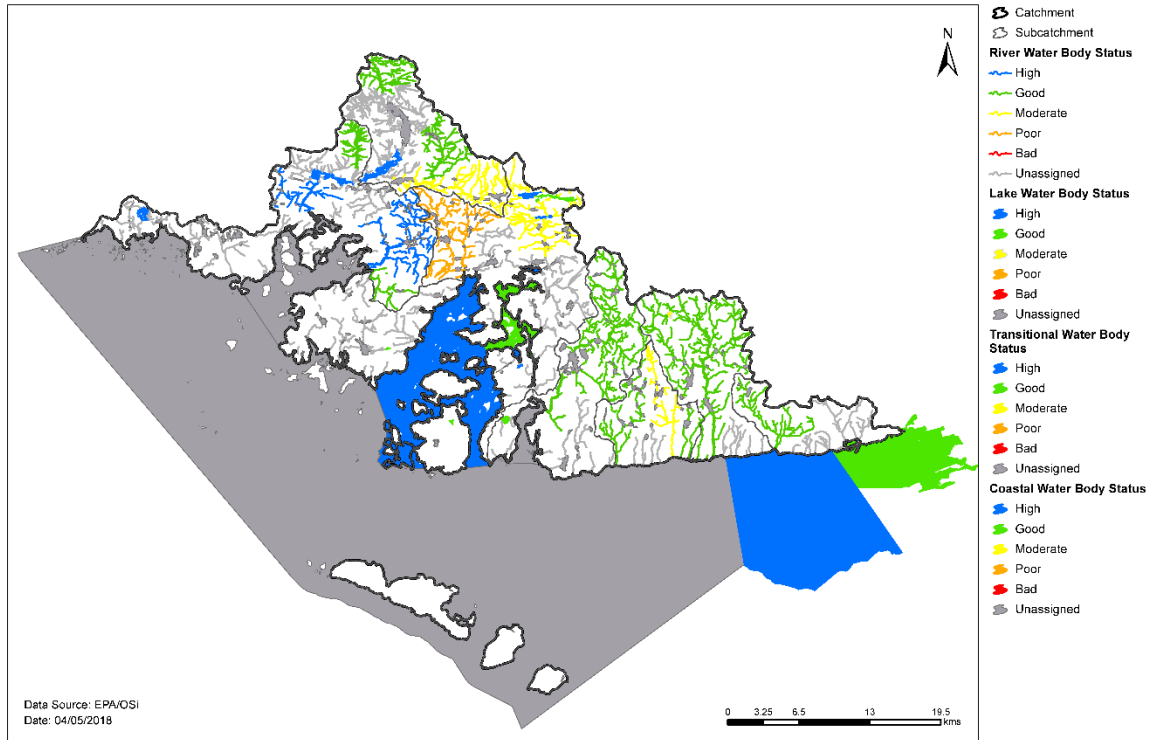 N
Catchment
Subcatchment
River Water Body Status
High
Good
Moderate
Poor
Bad
Unassigned
Lake Water Body Status
High
Good
Moderate
Poor
Bad
Unassigned
Transitional Water Body
Status
High
Good
Moderate
Poor
Bad
Unassigned
Coastal Water Body Status
High
Good
Moderate
Poor
Bad
Unassigned
Data Source: EPA/OSi
Date: 04/05/2018
0 3.25 6.5 13 19.5
kms